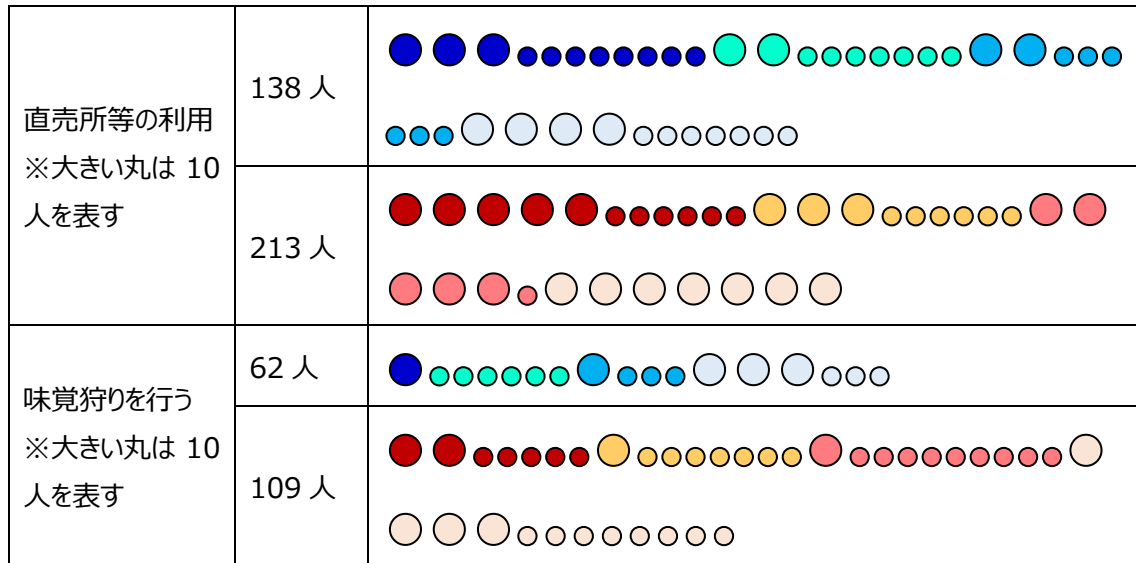 直売所等の利用
※大きい丸は 10
人を表す
138 人
213 人
味覚狩りを行う
※大きい丸は 10
人を表す
62 人
109 人